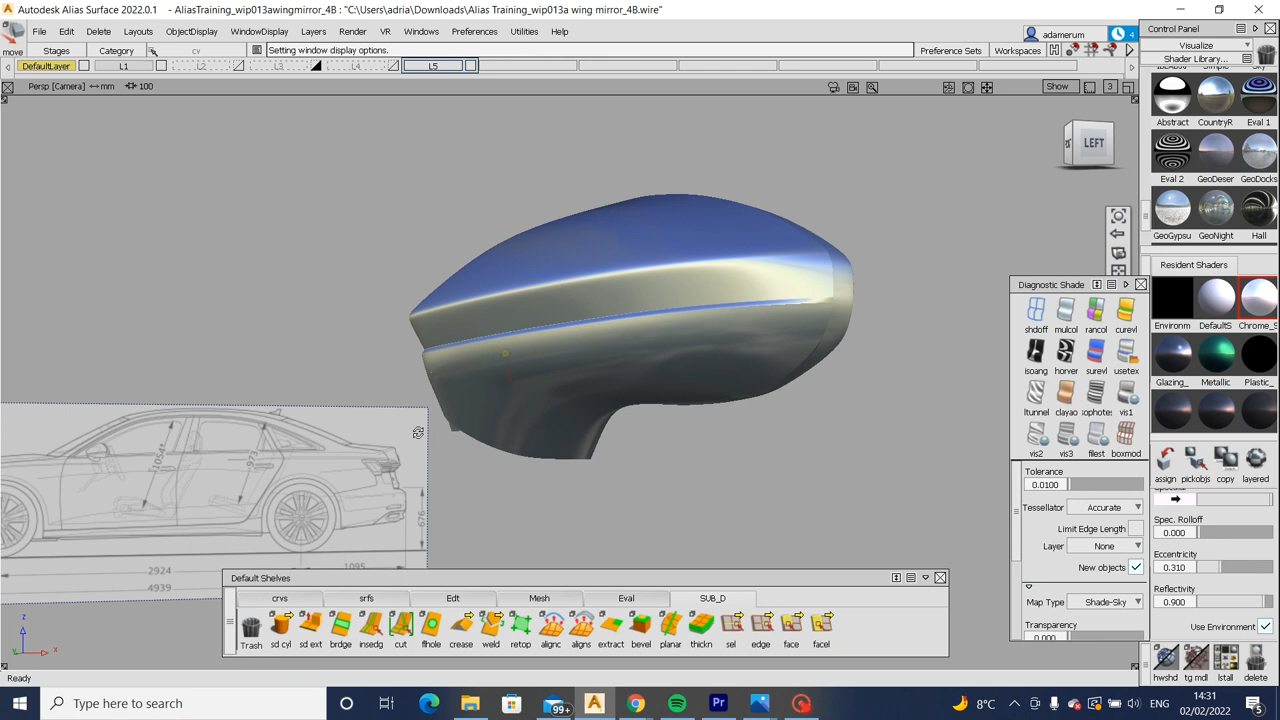 Autodesk Alias Surface 2022.0.1 - AliasTraining_wip013awingmirror_4B : "C:\Users\adria\Downloads\Alias Training_wip013a wing mirror_4B.wire"
File Edit Delete Layouts ObjectDisplay WindowDisplay Layers Render VR Windows Preferences Utilities Help
adamerum 4
move
Stages Category cv Setting window display options. Preference Sets Workspaces
DefaultLayer L1 L2 L3 L4 L5
Persp [Camera] mm 100 Show 3
LEFT
Control Panel
Visualize
Shader Library...
Abstract CountryR Eval 1
Eval 2 GeoDeser GeoDocks
GeoGypsu GeoNight Hall
Resident Shaders
Environm DefaultS Chrome_S
Glazing_ Metallic Plastic_
assign pickobjs copy layered
Spec. Rolloff
0.000
Eccentricity
0.310
Reflectivity
0.900
Use Environment
hwshd tg mdl lstall delete
Diagnostic Shade
shdoff mulcol rancol curevl
isoang horver surevl usetex
ltunnel clayao sophotes vis1
vis2 vis3 filest boxmod
Tolerance
0.0100
Tessellator Accurate
Limit Edge Length
Layer None
New objects
Map Type Shade-Sky
Transparency
0.000
973
676
2924 1095
4939
Default Shelves
crvs srfs Edt Mesh Eval SUB_D
Trash sd cyl sd ext brdge insedg cut flhole crease weld retop alignc aligns extract bevel planar thickn sel edge face facel
z
x
Ready
Type here to search
99+
8°C
ENG
14:31
02/02/2022